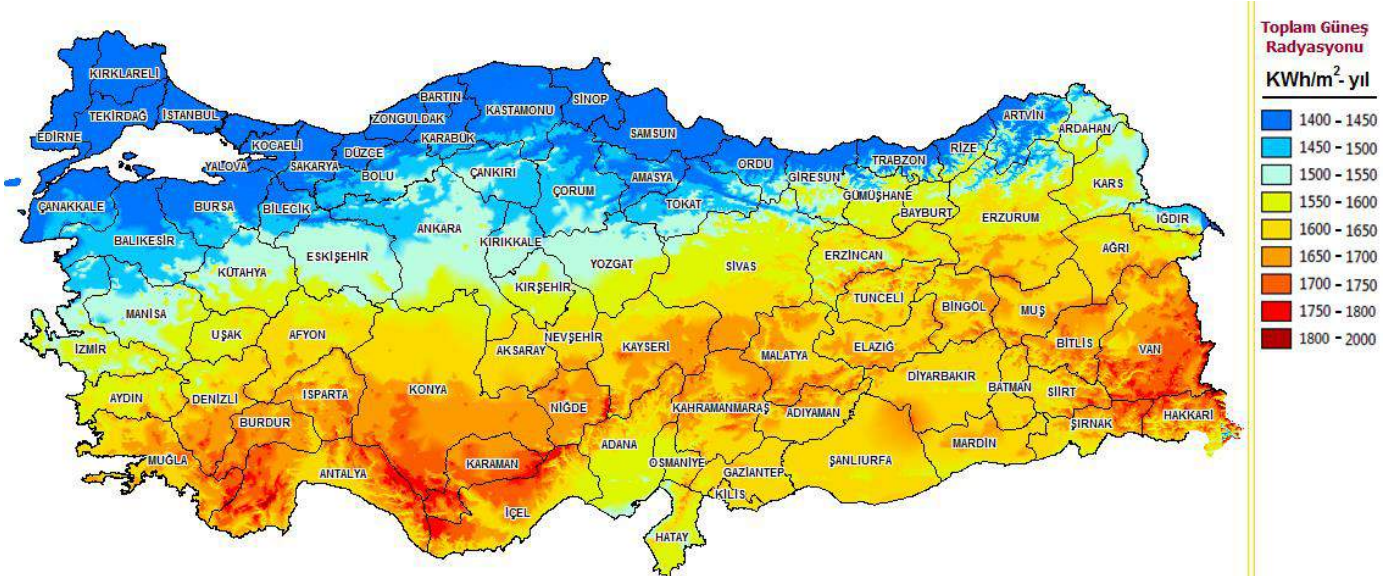 Toplam Güneş
Radyasyonu
KWh/m²- yıl
1400 - 1450
1450 - 1500
1500 - 1550
1550 - 1600
1600 - 1650
1650 - 1700
1700 - 1750
1750 - 1800
1800 - 2000
KIRKLARELİ
TEKİRDAĞ
İSTANBUL
EDİRNE
KOCAELİ
YALOVA
SAKARYA
DÜZCE
BOLU
ZONGULDAK
BARTIN
KARABÜK
KASTAMONU
SİNOP
SAMSUN
ÇANKIRI
ÇORUM
AMASYA
TOKAT
ORDU
GİRESUN
TRABZON
RİZE
ARTVİN
ARDAHAN
KARS
IĞDIR
GÜMÜŞHANE
BAYBURT
ERZURUM
AĞRI
ÇANAKKALE
BURSA
BİLECİK
BALIKESİR
KÜTAHYA
ESKİŞEHİR
ANKARA
KIRIKKALE
YOZGAT
KIRŞEHİR
SİVAS
ERZİNCAN
TUNCELİ
BİNGÖL
MUŞ
BİTLİS
VAN
MANİSA
İZMİR
UŞAK
AFYON
AKSARAY
NEVŞEHİR
KAYSERİ
MALATYA
ELAZIĞ
DİYARBAKIR
BATMAN
SİİRT
ŞIRNAK
HAKKARİ
AYDIN
DENİZLİ
ISPARTA
BURDUR
KONYA
NİĞDE
KAHRAMANMARAŞ
ADIYAMAN
MARDİN
MUĞLA
ANTALYA
KARAMAN
İÇEL
ADANA
OSMANİYE
GAZİANTEP
KİLİS
ŞANLIURFA
HATAY